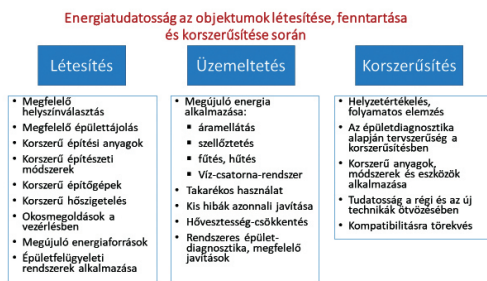 Energiatudatosság az objektumok létesítése, fenntartása
és korszerűsítése során
Létesítés
• Megfelelő
helyszínválasztás
• Megfelelő épülettájolás
• Korszerű építési anyagok
• Korszerű építészeti
módszerek
• Korszerű építőgépek
• Korszerű hőszigetelés
• Okosmegoldások a
vezérlésben
• Megújuló energiaforrások
• Épületfelügyeleti
rendszerek alkalmazása
Üzemeltetés
• Megújuló energia
alkalmazása:
▪ áramellátás
▪ szellőztetés
▪ fűtés, hűtés
▪ Víz-csatorna-rendszer
• Takarékos használat
• Kis hibák azonnali javítása
• Hővesztesség-csökkentés
• Rendszeres épület-
diagnosztika, megfelelő
javítások
Korszerűsítés
• Helyzetértékelés,
folyamatos elemzés
• Az épületdiagnosztika
alapján tervszerűség a
korszerűsítésben
• Korszerű anyagok,
módszerek és eszközök
alkalmazása
• Tudatosság a régi és az új
technikák ötvözésében
• Kompatibilitásra törekvés